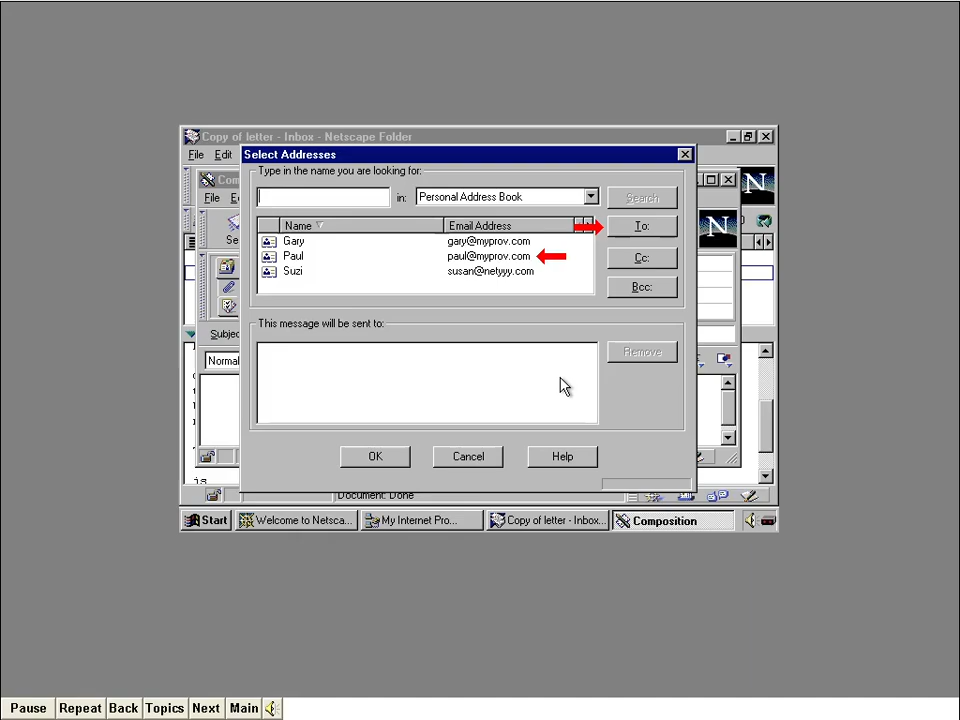 Copy of letter - Inbox - Netscape Folder
File Edit
Select Addresses
Type in the name you are looking for:
in: Personal Address Book
Search
Name Email Address
To:
Gary gary@myprov.com
Paul paul@myprov.com
Cc:
Suzi susan@netyyy.com
Bcc:
This message will be sent to:
Remove
File
N
N
Subjec
Normal
OK Cancel Help
is
Document: Done
Start Welcome to Netsca... My Internet Pro... Copy of letter - Inbox... Composition
Pause Repeat Back Topics Next Main